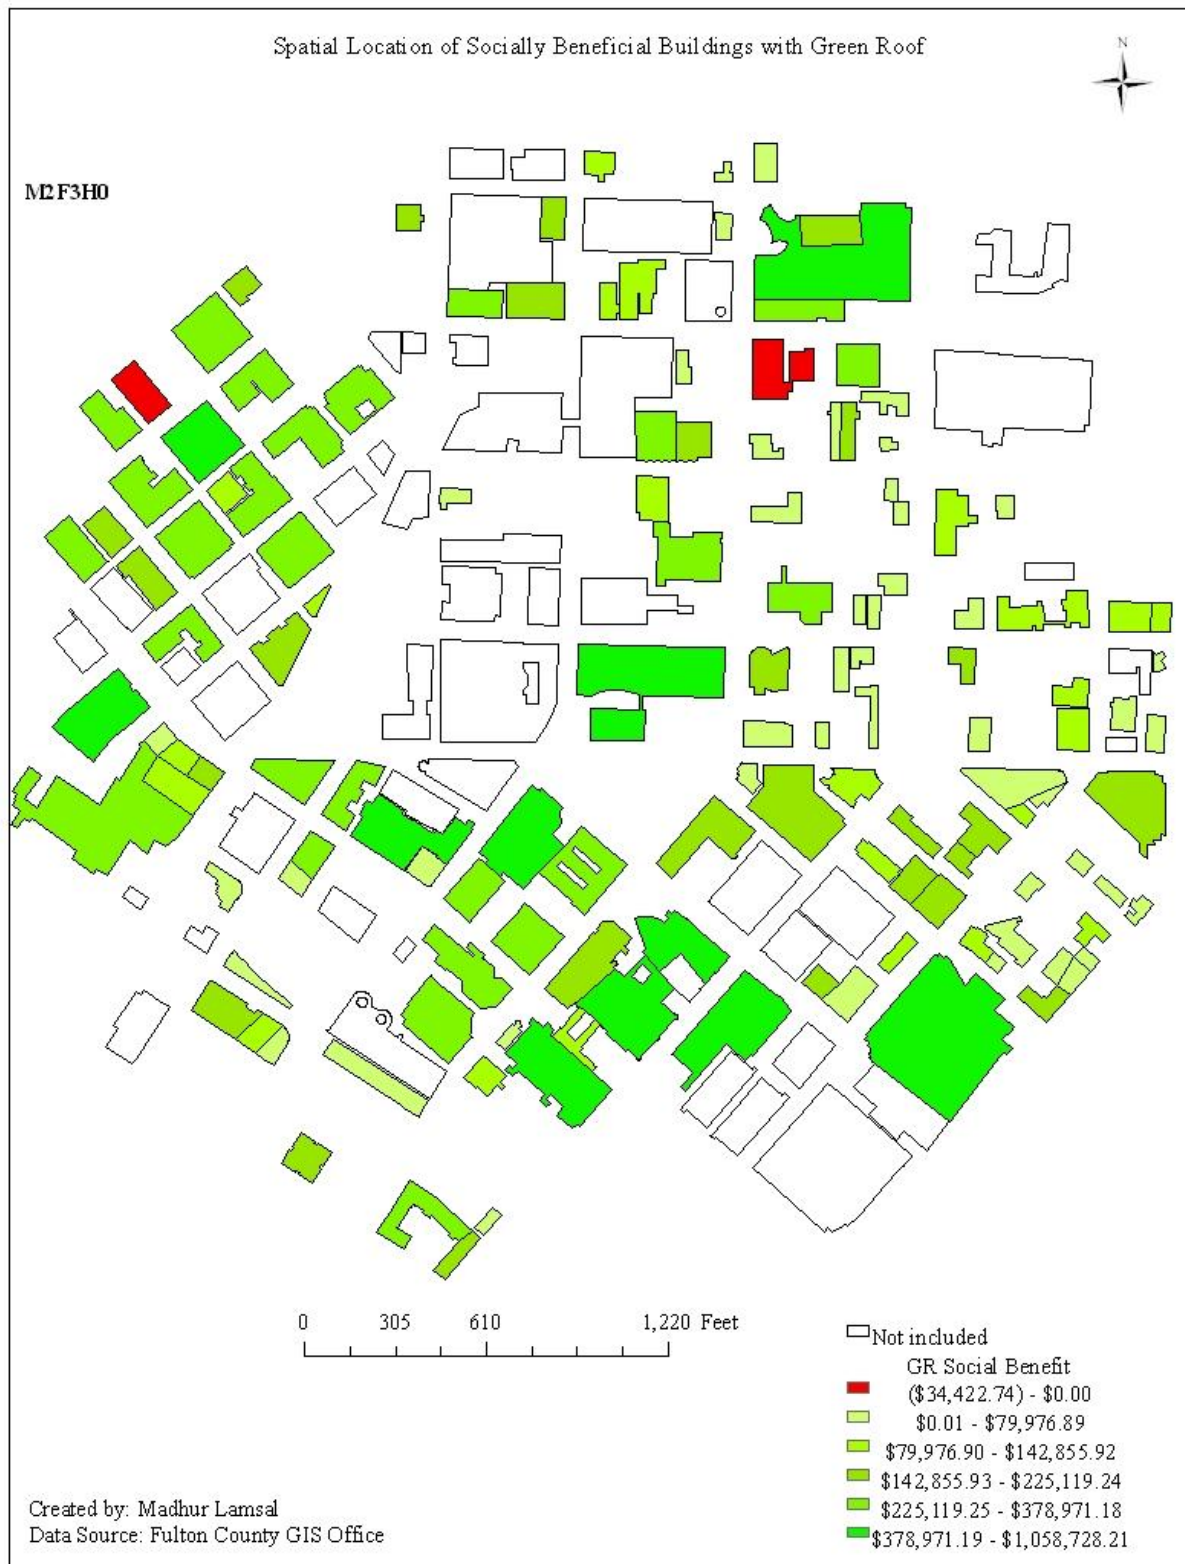 Spatial Location of Socially Beneficial Buildings with Green Roof
N
M2F3H0
0 305 610 1,220 Feet
Not included
GR Social Benefit
($34,422.74) - $0.00
$0.01 - $79,976.89
$79,976.90 - $142,855.92
$142,855.93 - $225,119.24
$225,119.25 - $378,971.18
$378,971.19 - $1,058,728.21
Created by: Madhur Lamsal
Data Source: Fulton County GIS Office